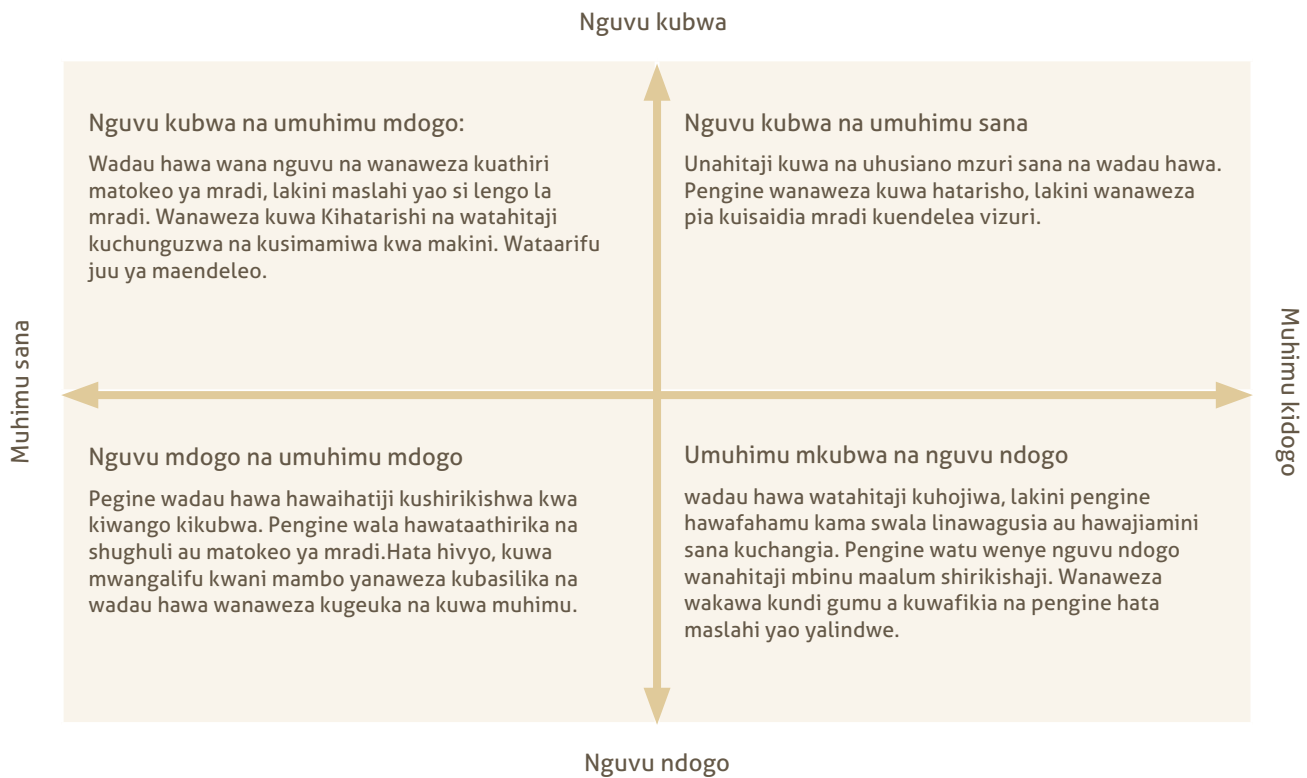 Nguvu kubwa
Nguvu kubwa na umuhimu mdogo:
Wadau hawa wana nguvu na wanaweza kuathiri
matokeo ya mradi, lakini maslahi yao si lengo la
mradi. Wanaweza kuwa Kihatarishi na watahitaji
kuchunguzwa na kusimamiwa kwa makini. Wataarifu
juu ya maendeleo.
Nguvu kubwa na umuhimu sana
Unahitaji kuwa na uhusiano mzuri sana na wadau hawa.
Pengine wanaweza kuwa hatarisho, lakini wanaweza
pia kuisaidia mradi kuendelea vizuri.
Muhimu sana
Muhimu kidogo
Nguvu mdogo na umuhimu mdogo
Pegine wadau hawa hawaihatiji kushirikishwa kwa
kiwango kikubwa. Pengine wala hawataathirika na
shughuli au matokeo ya mradi.Hata hivyo, kuwa
mwangalifu kwani mambo yanaweza kubasilika na
wadau hawa wanaweza kugeuka na kuwa muhimu.
Umuhimu mkubwa na nguvu ndogo
wadau hawa watahitaji kuhojiwa, lakini pengine
hawafahamu kama swala linawagusia au hawajiamini
sana kuchangia. Pengine watu wenye nguvu ndogo
wanahitaji mbinu maalum shirikishaji. Wanaweza
wakawa kundi gumu a kuwafikia na pengine hata
maslahi yao yalindwe.
Nguvu ndogo